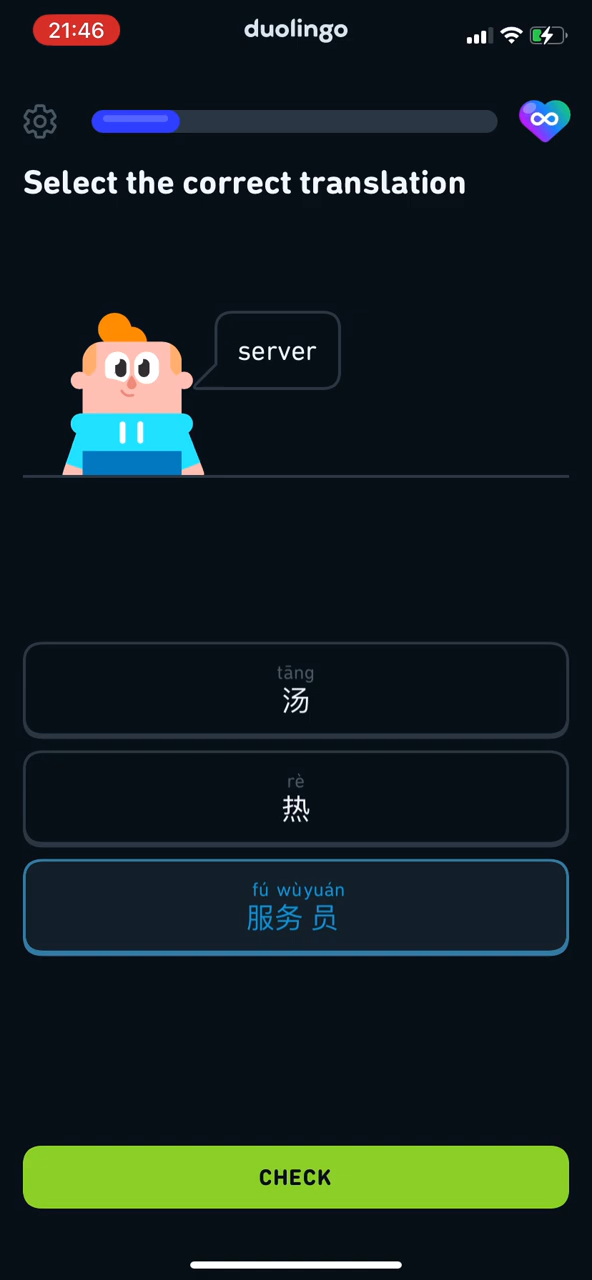 21:46
duolingo
Select the correct translation
server
tāng
汤
rè
热
fú wùyuán
服务 员
CHECK